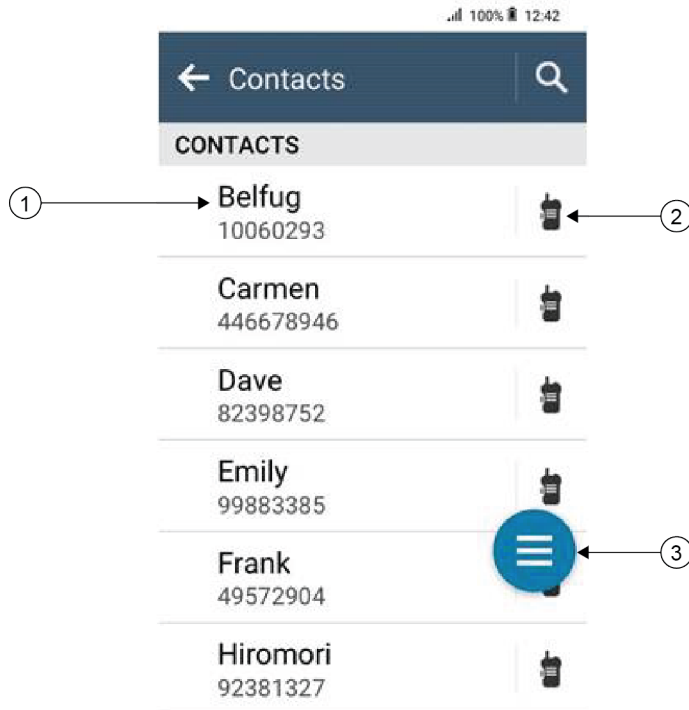 100% 12:42
Contacts
CONTACTS
1
Belfug
10060293
2
Carmen
446678946
Dave
82398752
Emily
99883385
3
Frank
49572904
Hiromori
92381327